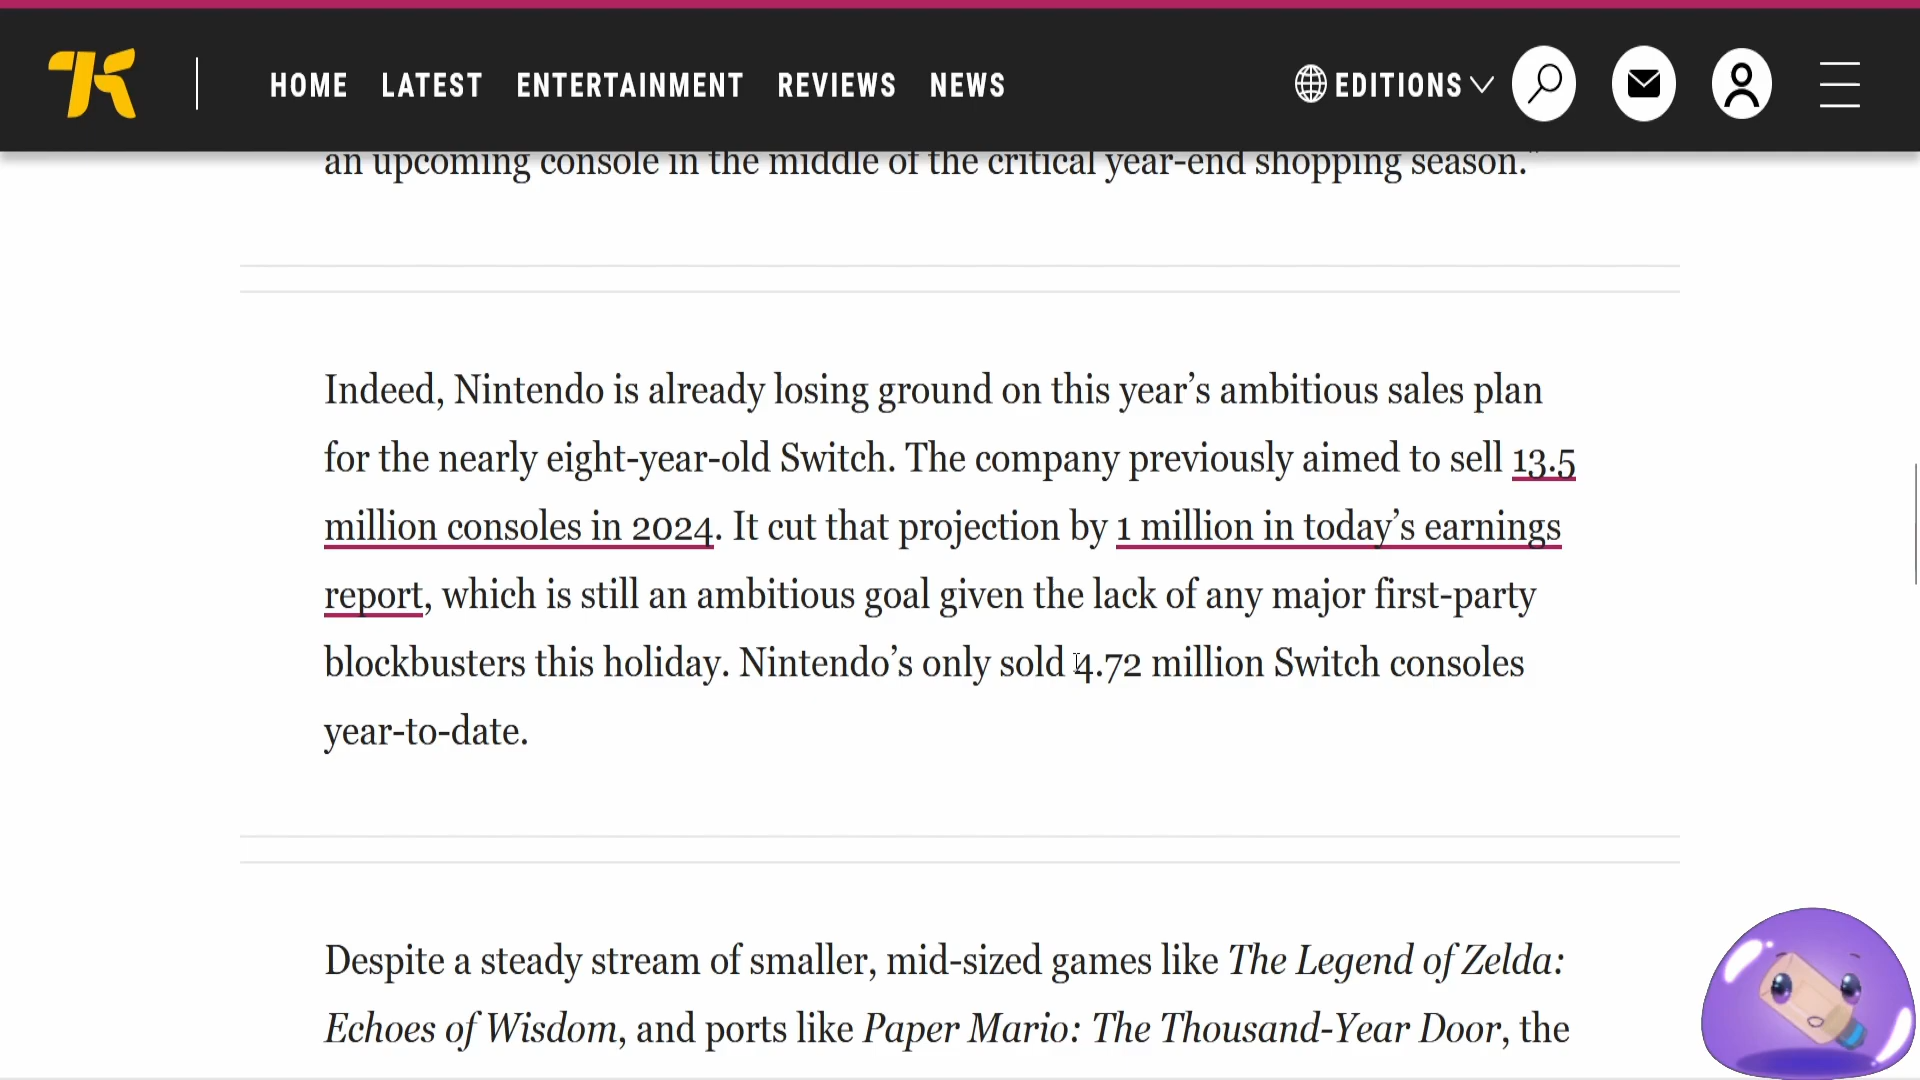 HOME LATEST ENTERTAINMENT REVIEWS NEWS EDITIONS
an upcoming console in the middle of the critical year-end shopping season.”
Indeed, Nintendo is already losing ground on this year’s ambitious sales plan
for the nearly eight-year-old Switch. The company previously aimed to sell 13.5
million consoles in 2024. It cut that projection by 1 million in today’s earnings
report, which is still an ambitious goal given the lack of any major first-party
blockbusters this holiday. Nintendo’s only sold 4.72 million Switch consoles
year-to-date.
Despite a steady stream of smaller, mid-sized games like The Legend of Zelda:
Echoes of Wisdom, and ports like Paper Mario: The Thousand-Year Door, the